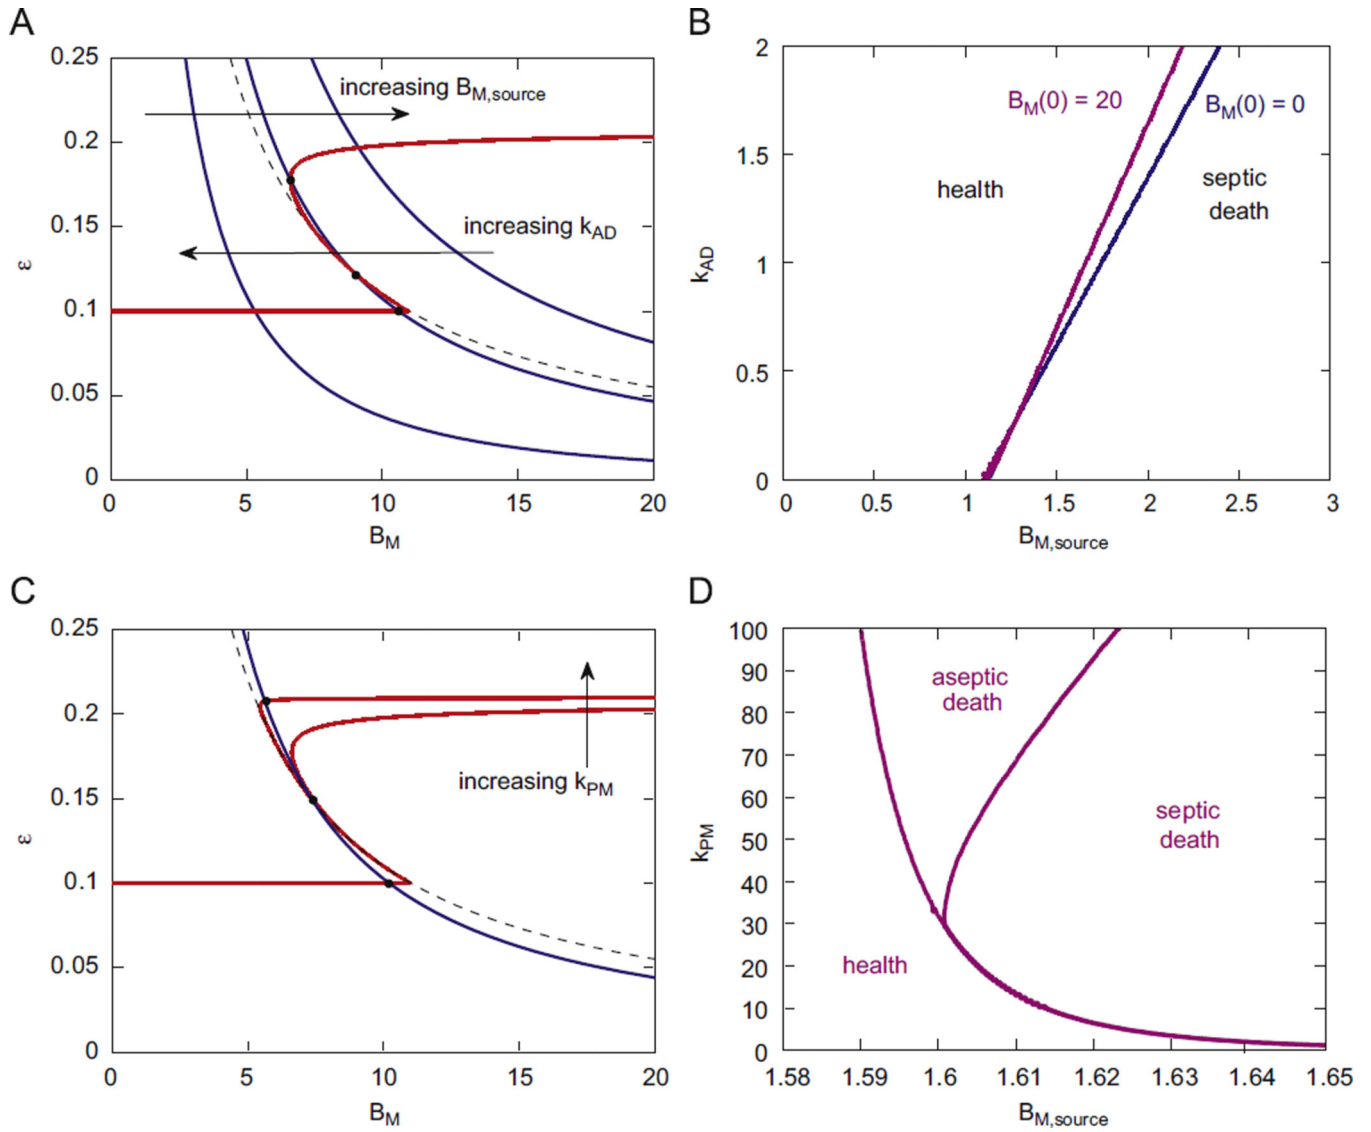 A
0.25
0.2
0.15
0.1
0.05
0
ε
increasing B_M,source
increasing k_AD
0 5 10 15 20
B_M
B
2
1.5
1
0.5
0
k_AD
B_M(0) = 20
B_M(0) = 0
health
septic
death
0 0.5 1 1.5 2 2.5 3
B_M,source
C
0.25
0.2
0.15
0.1
0.05
0
ε
increasing k_PM
0 5 10 15 20
B_M
D
100
90
80
70
60
50
40
30
20
10
0
k_PM
aseptic
death
septic
death
health
1.58 1.59 1.6 1.61 1.62 1.63 1.64 1.65
B_M,source